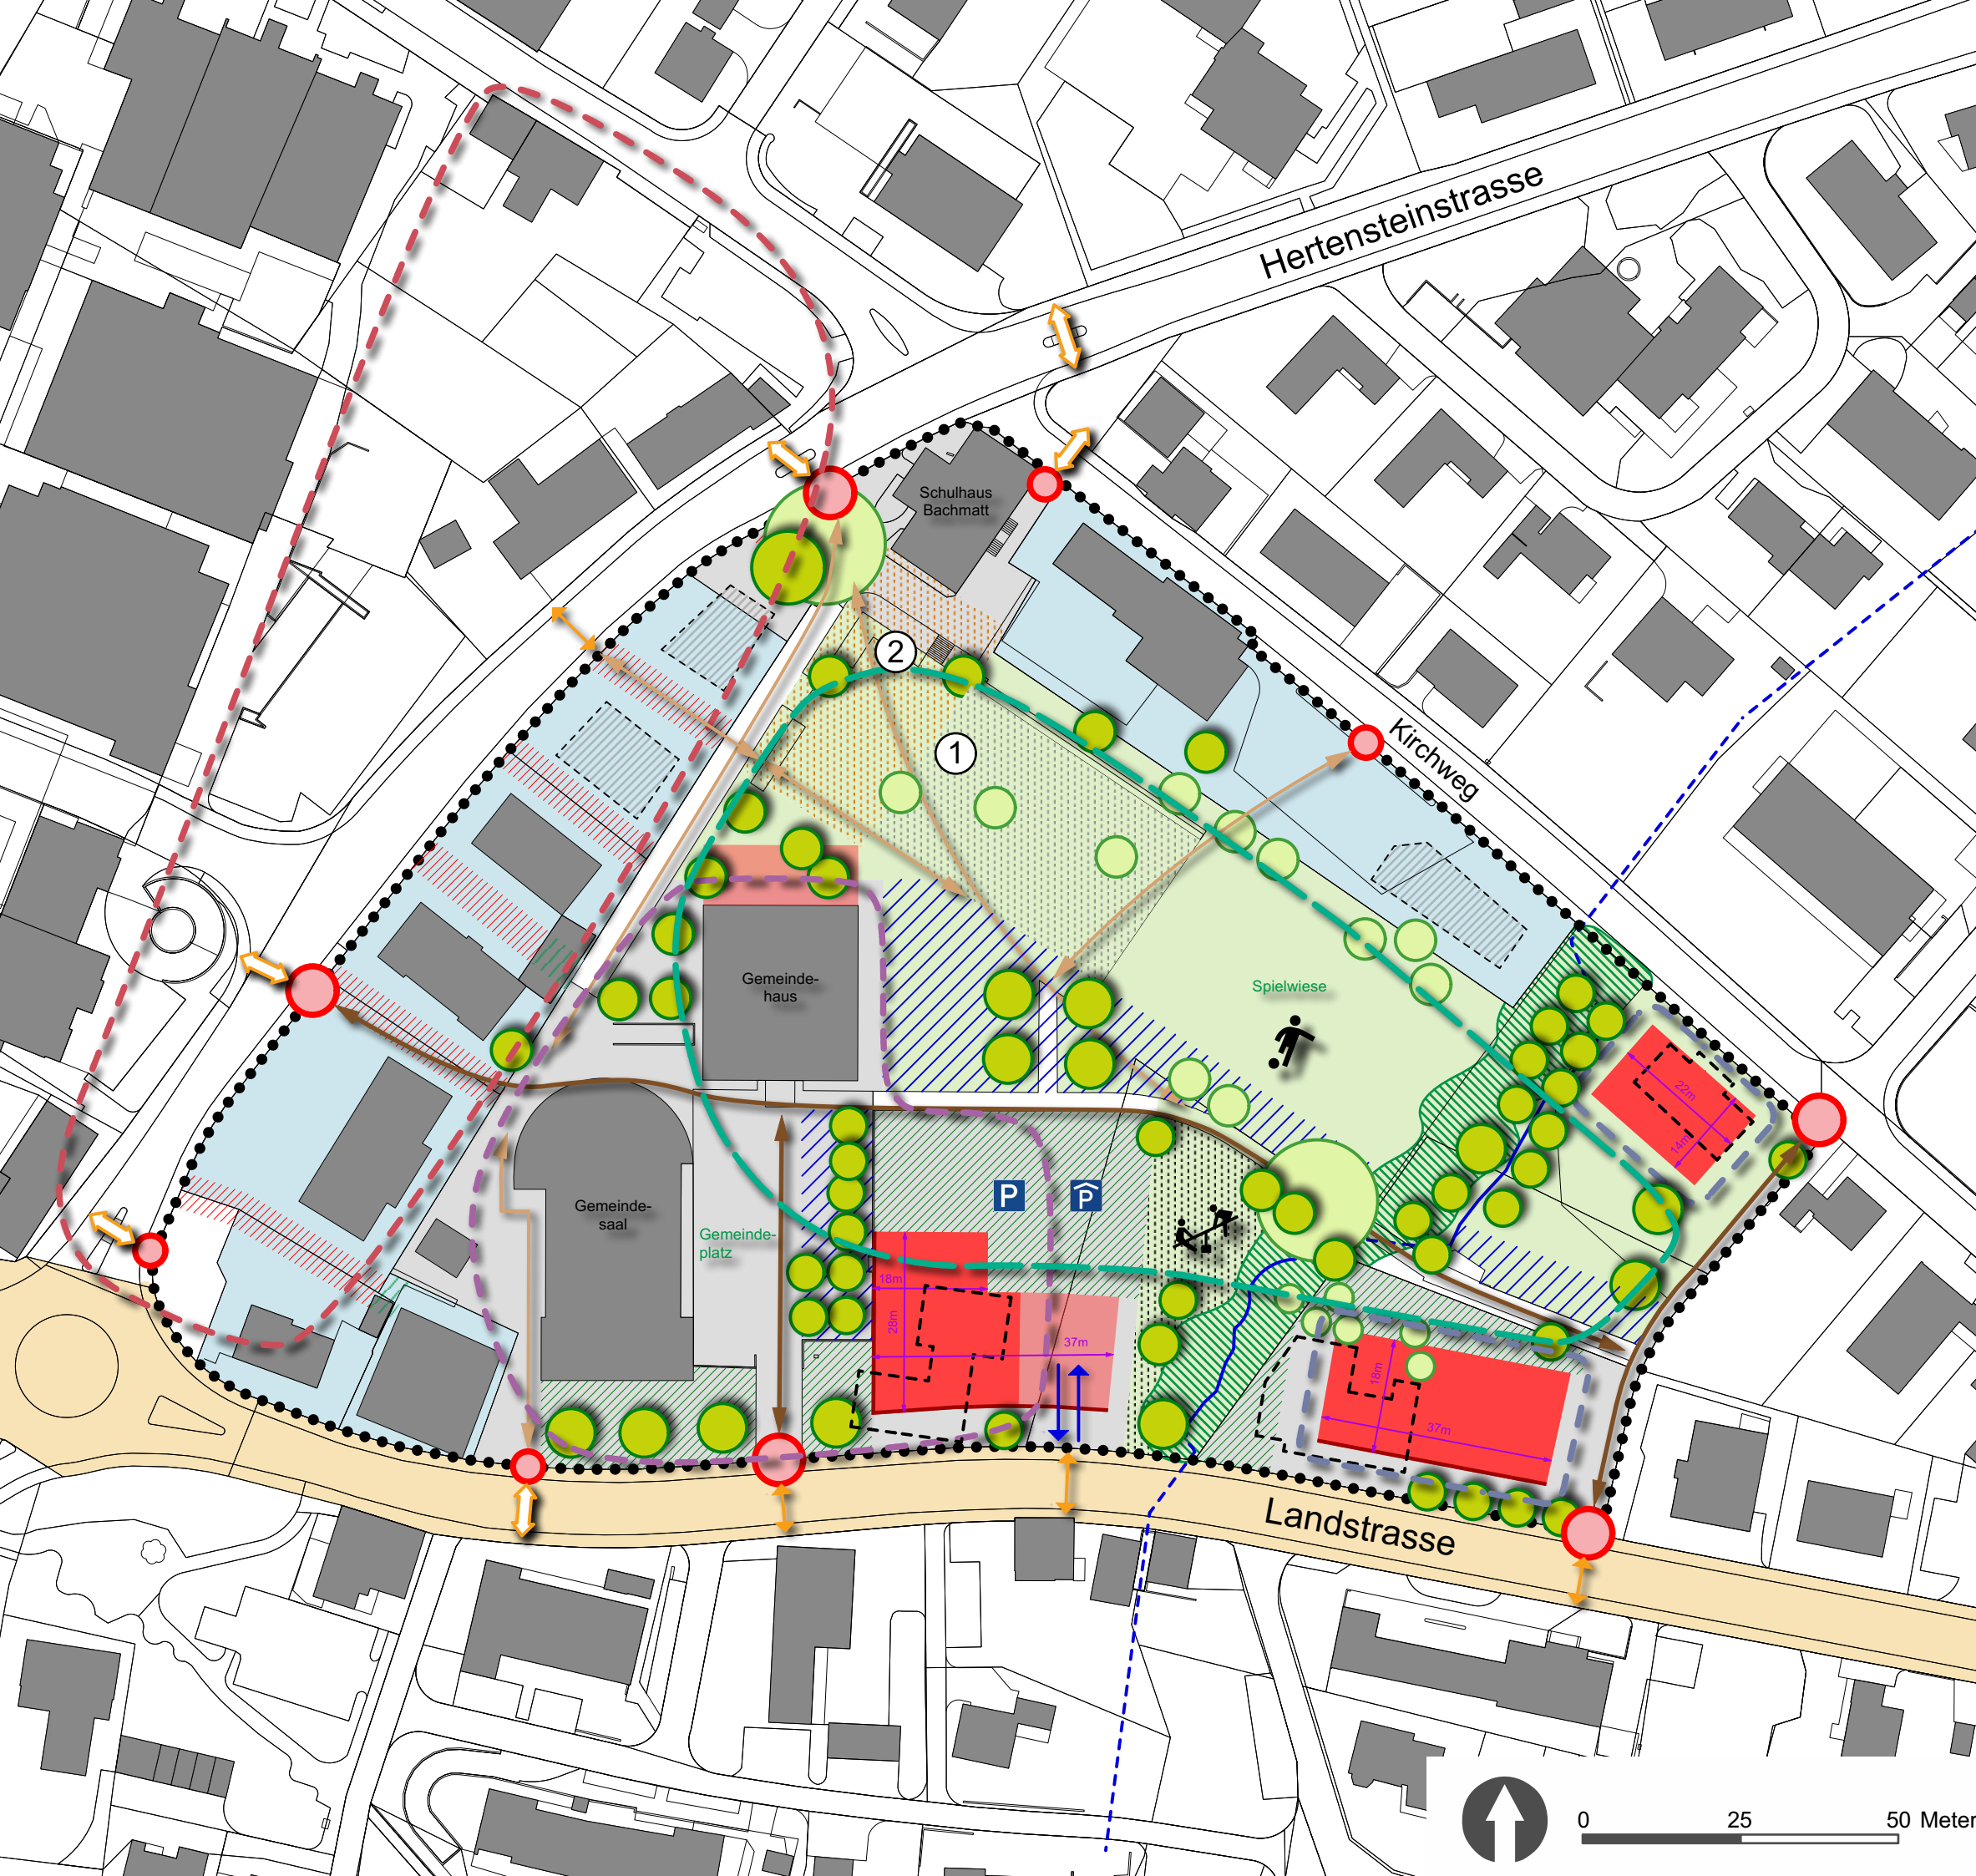 Hertensteinstrasse
Schulhaus
Bachmatt
2
1
Kirchweg
Gemeinde-
haus
Spielwiese
22m
14m
P
P
Gemeinde-
saal
Gemeinde-
platz
18m
28m
37m
18m
37m
Landstrasse
0 25 50 Meter